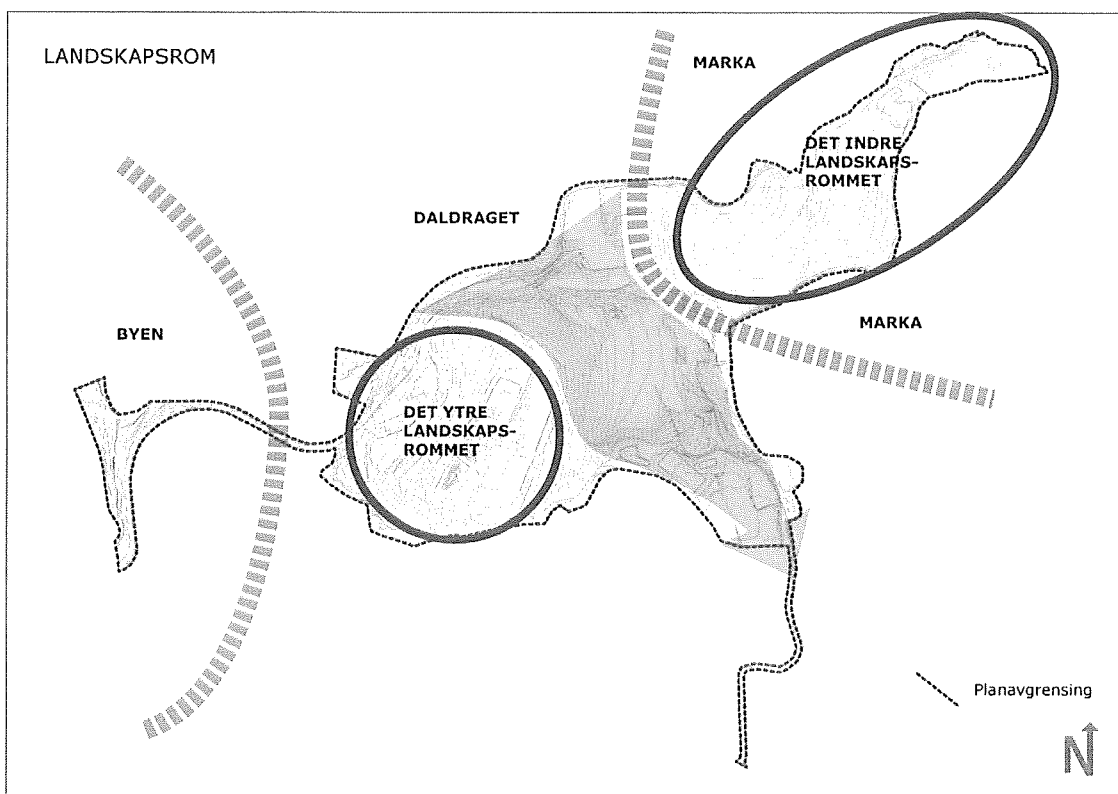 LANDSKAPSROM
MARKA
DET INDRE
LANDSKAPS-
ROMMET
DALDRAGET
BYEN
MARKA
DET YTRE
LANDSKAPS-
ROMMET
Planavgrensing
N